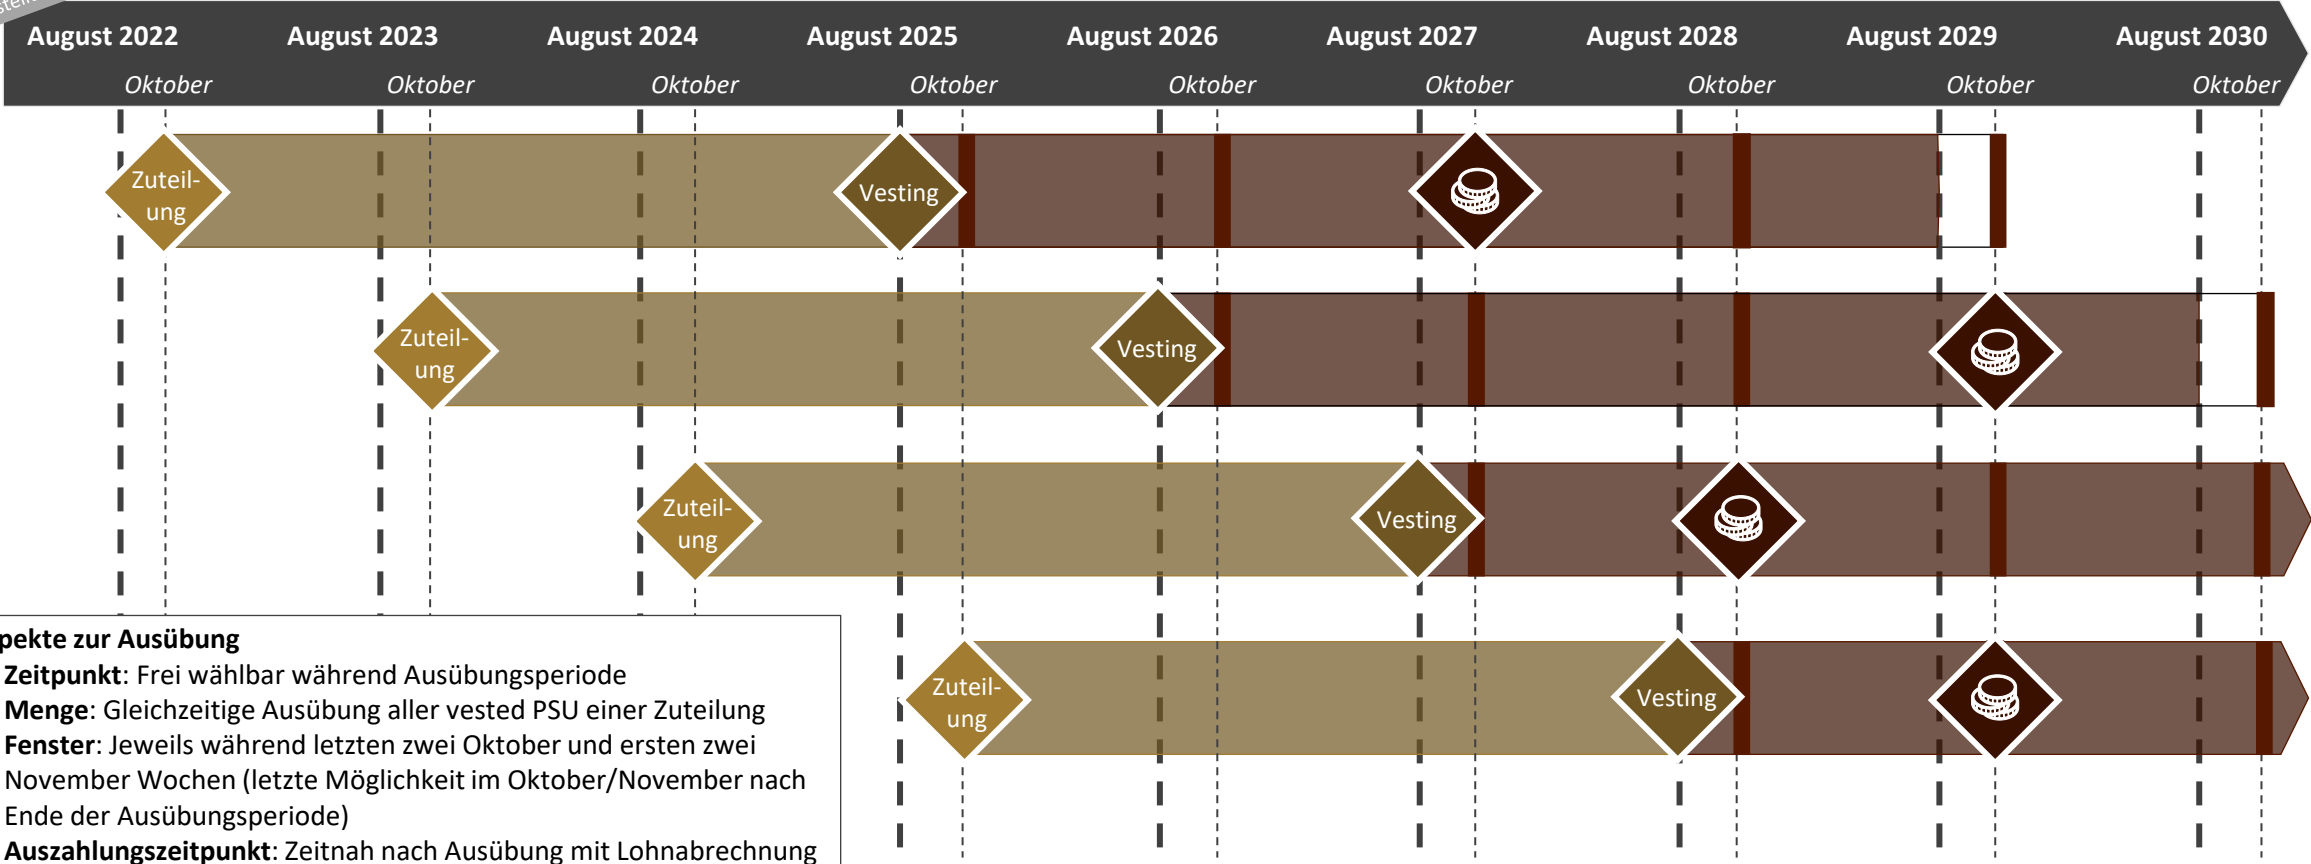 August 2022 August 2023 August 2024 August 2025 August 2026 August 2027 August 2028 August 2029 August 2030
Oktober Oktober Oktober Oktober Oktober Oktober Oktober Oktober Oktober
Zuteil-
ung
Vesting
Zuteil-
ung
Vesting
Zuteil-
ung
Vesting
Zuteil-
ung
Vesting
pekte zur Ausübung
Zeitpunkt: Frei wählbar während Ausübungsperiode
Menge: Gleichzeitige Ausübung aller vested PSU einer Zuteilung
Fenster: Jeweils während letzten zwei Oktober und ersten zwei
November Wochen (letzte Möglichkeit im Oktober/November nach
Ende der Ausübungsperiode)
Auszahlungszeitpunkt: Zeitnah nach Ausübung mit Lohnabrechnung